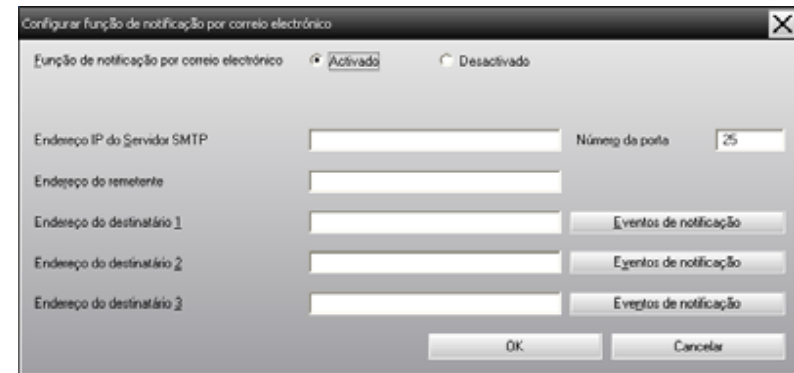 Configurar função de notificação por correio electrónico
Função de notificação por correio electrónico Activado Desactivado
Endereço IP do Servidor SMTP Número da porta 25
Endereço do remetente
Endereço do destinatário 1 Eventos de notificação
Endereço do destinatário 2 Eventos de notificação
Endereço do destinatário 3 Eventos de notificação
OK Cancelar